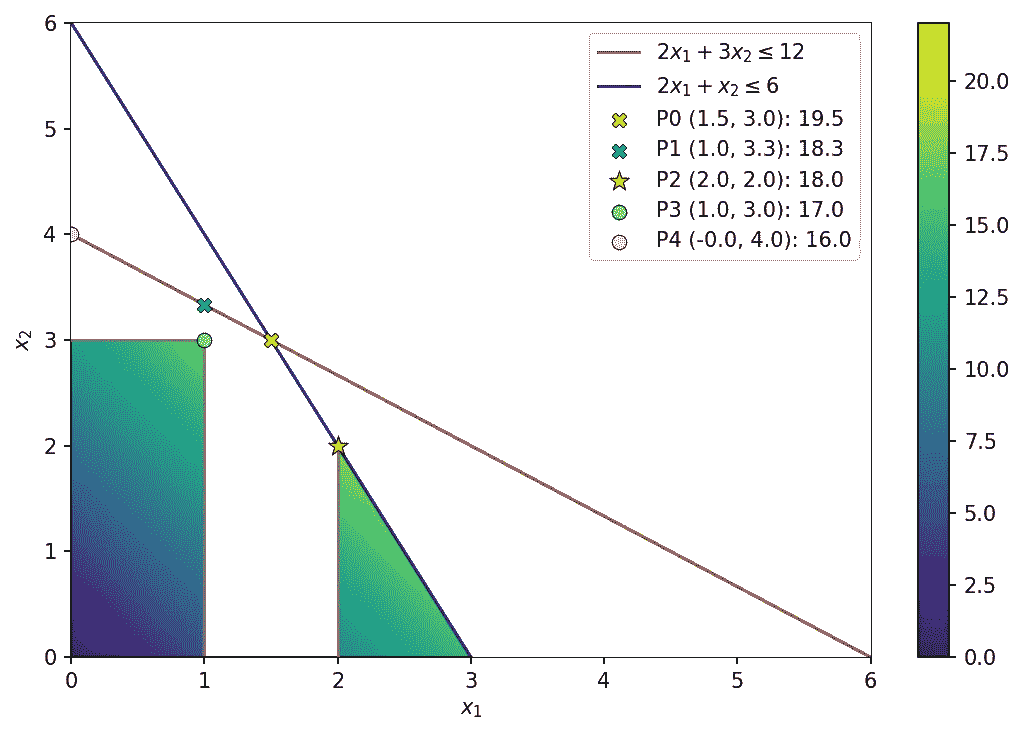 2x₁ + 3x₂ ≤ 12
2x₁ + x₂ ≤ 6
P0 (1.5, 3.0): 19.5
P1 (1.0, 3.3): 18.3
P2 (2.0, 2.0): 18.0
P3 (1.0, 3.0): 17.0
P4 (-0.0, 4.0): 16.0
6
5
4
3
2
1
0
x₂
0 1 2 3 4 5 6
x₁
20.0
17.5
15.0
12.5
10.0
7.5
5.0
2.5
0.0